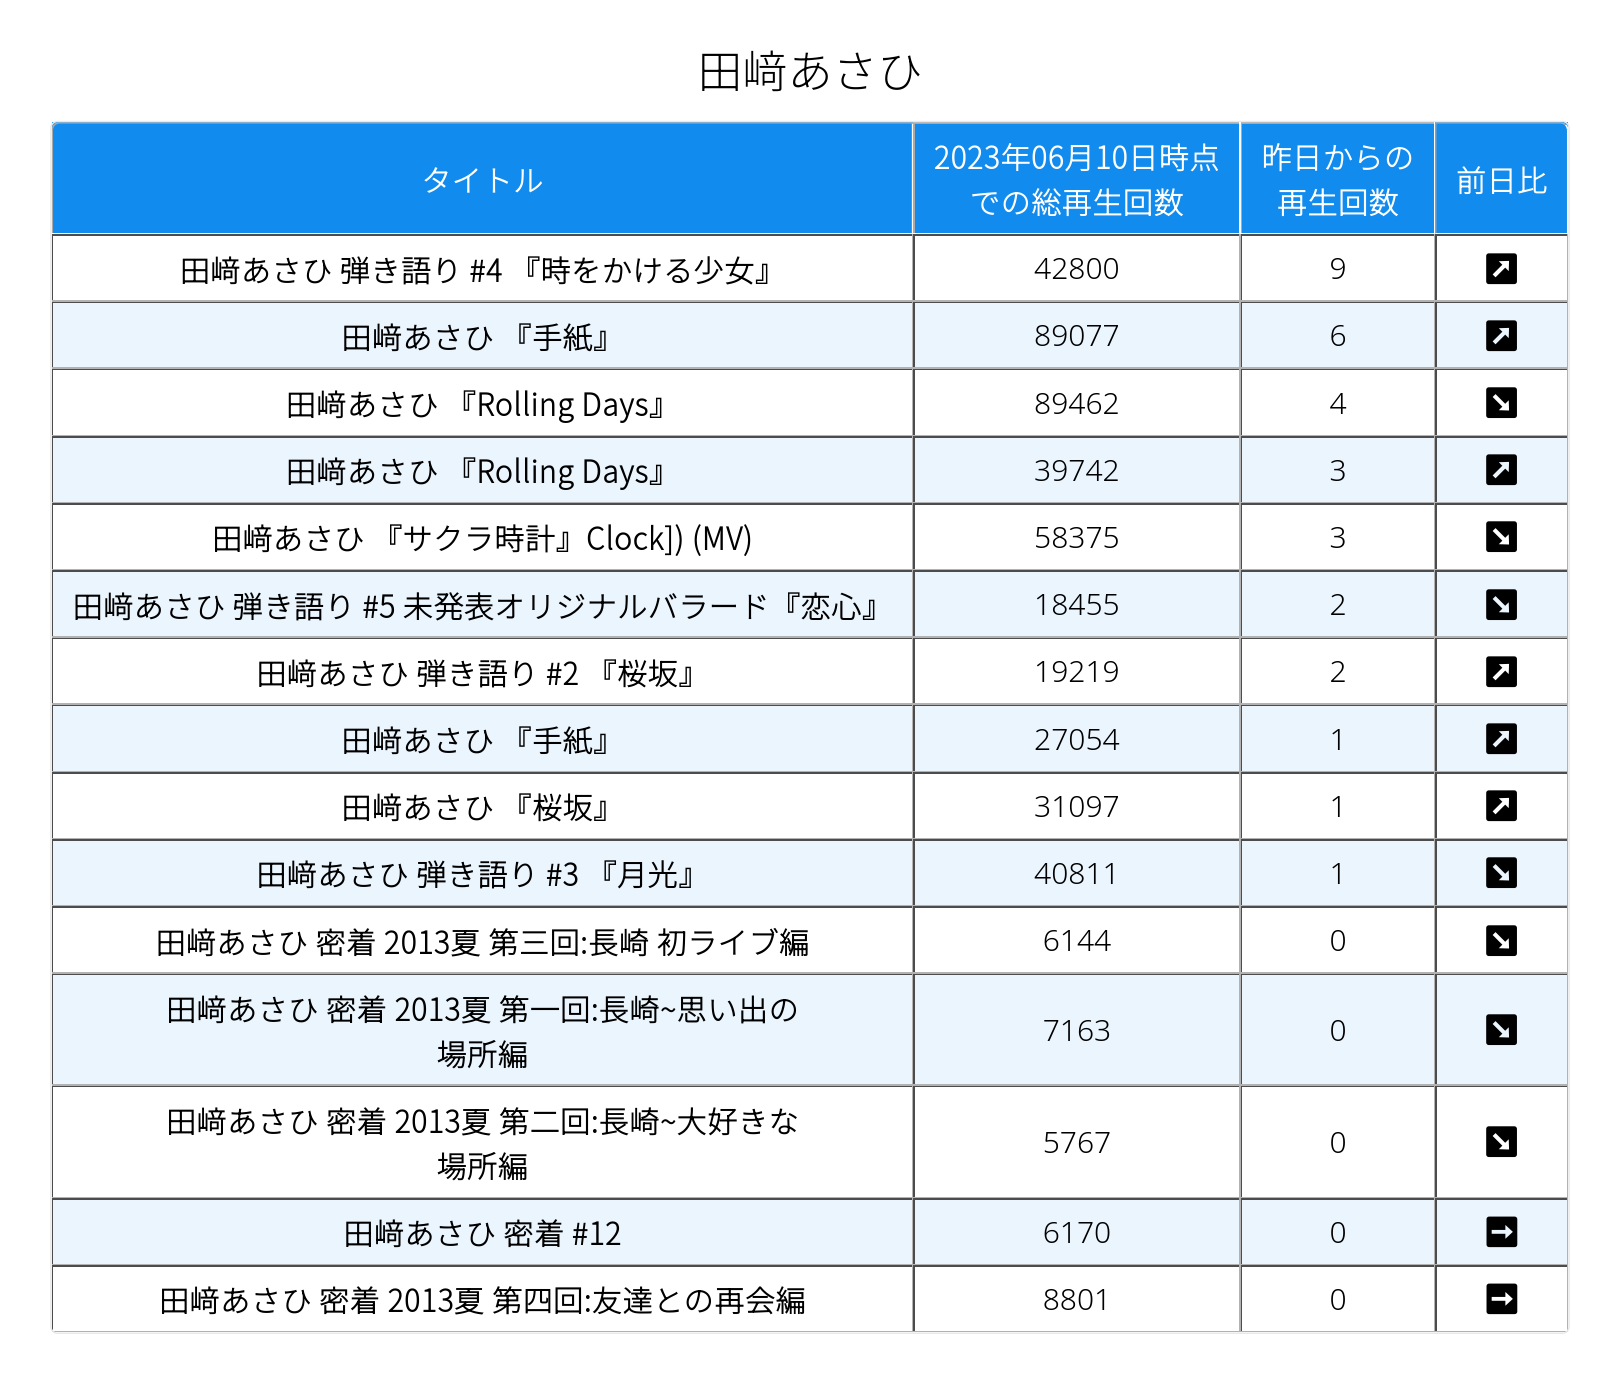 田﨑あさひ
タイトル
2023年06月10日時点
での総再生回数
昨日からの
再生回数
前日比
田﨑あさひ 弾き語り #4 『時をかける少女』 42800 9
田﨑あさひ 『手紙』 89077 6
田﨑あさひ 『Rolling Days』 89462 4
田﨑あさひ 『Rolling Days』 39742 3
田﨑あさひ 『サクラ時計』Clock]) (MV) 58375 3
田﨑あさひ 弾き語り #5 未発表オリジナルバラード『恋心』 18455 2
田﨑あさひ 弾き語り #2 『桜坂』 19219 2
田﨑あさひ 『手紙』 27054 1
田﨑あさひ 『桜坂』 31097 1
田﨑あさひ 弾き語り #3 『月光』 40811 1
田﨑あさひ 密着 2013夏 第三回:長崎 初ライブ編 6144 0
田﨑あさひ 密着 2013夏 第一回:長崎~思い出の
場所編 7163 0
田﨑あさひ 密着 2013夏 第二回:長崎~大好きな
場所編 5767 0
田﨑あさひ 密着 #12 6170 0
田﨑あさひ 密着 2013夏 第四回:友達との再会編 8801 0